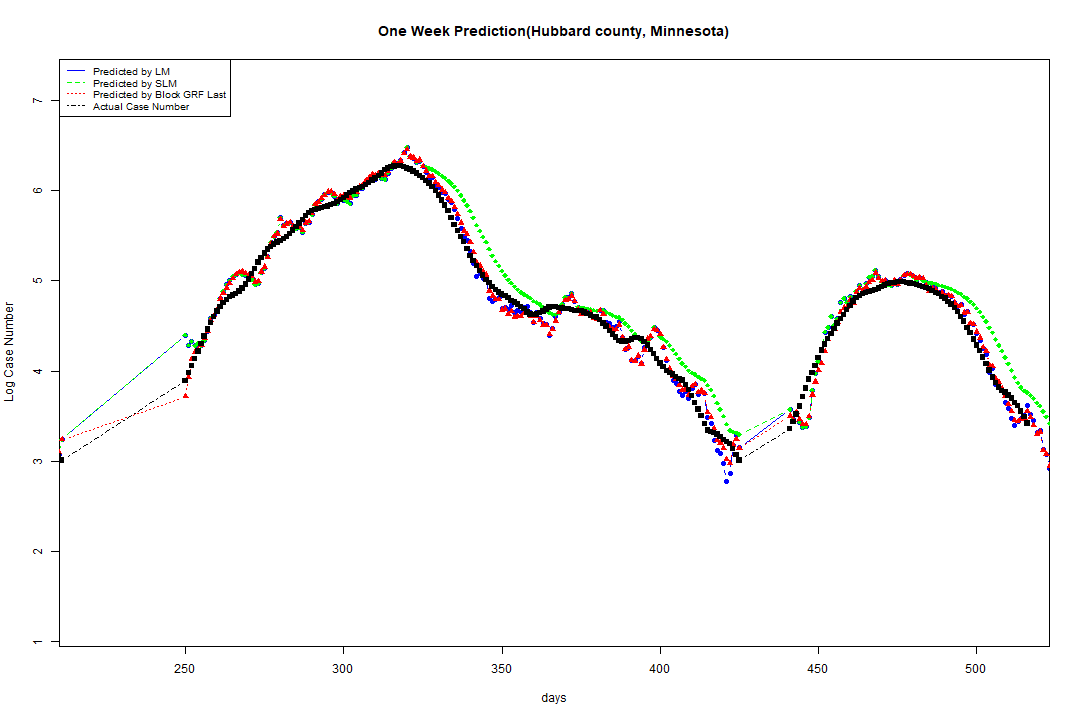 One Week Prediction(Hubbard county, Minnesota)
Predicted by LM
Predicted by SLM
Predicted by Block GRF Last
Actual Case Number
7
6
5
4
3
2
1
Log Case Number
250 300 350 400 450 500
days